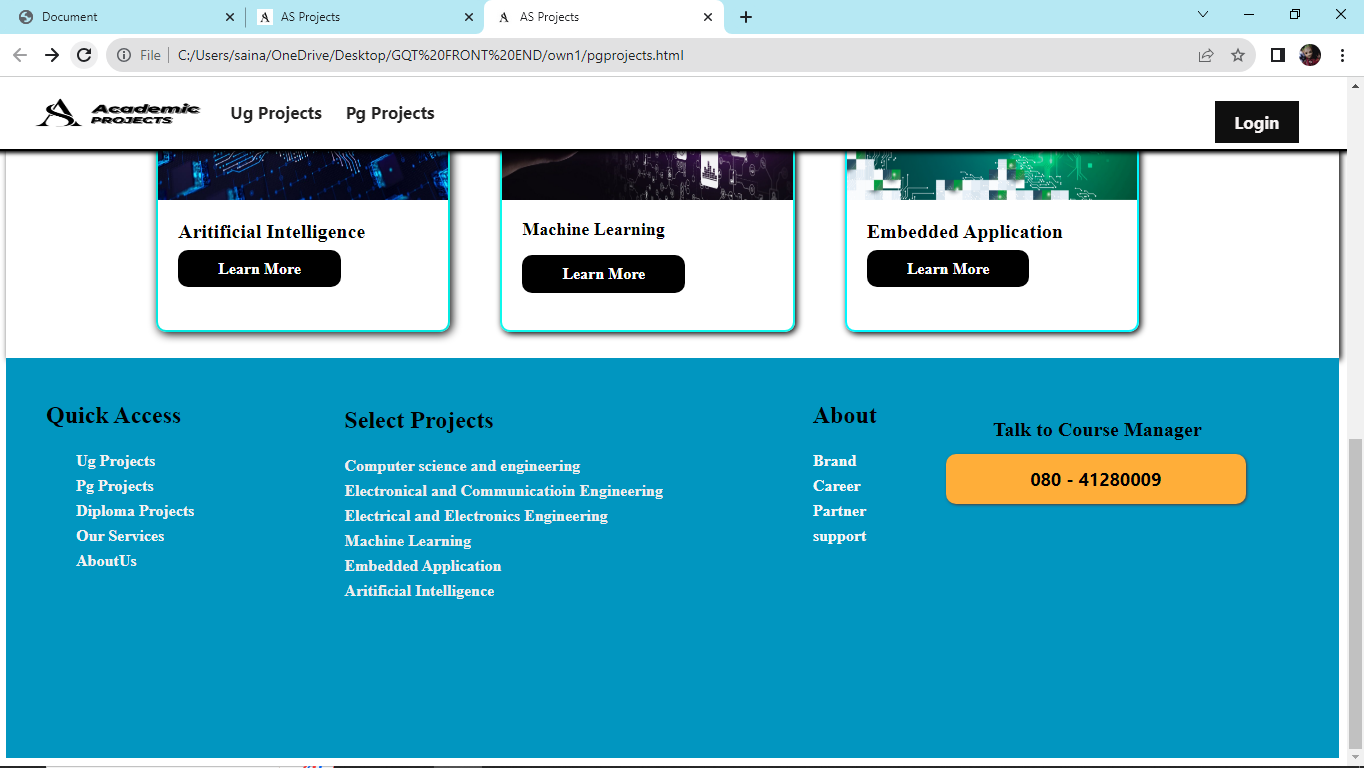 Document
AS Projects
AS Projects
File
C:/Users/saina/OneDrive/Desktop/GQT%20FRONT%20END/own1/pgprojects.html
Academic
PROJECTS
Ug Projects
Pg Projects
Login
Aritificial Intelligence
Learn More
Machine Learning
Learn More
Embedded Application
Learn More
Quick Access
Ug Projects
Pg Projects
Diploma Projects
Our Services
AboutUs
Select Projects
Computer science and engineering
Electronical and Communicatioin Engineering
Electrical and Electronics Engineering
Machine Learning
Embedded Application
Aritificial Intelligence
About
Brand
Career
Partner
support
Talk to Course Manager
080 - 41280009